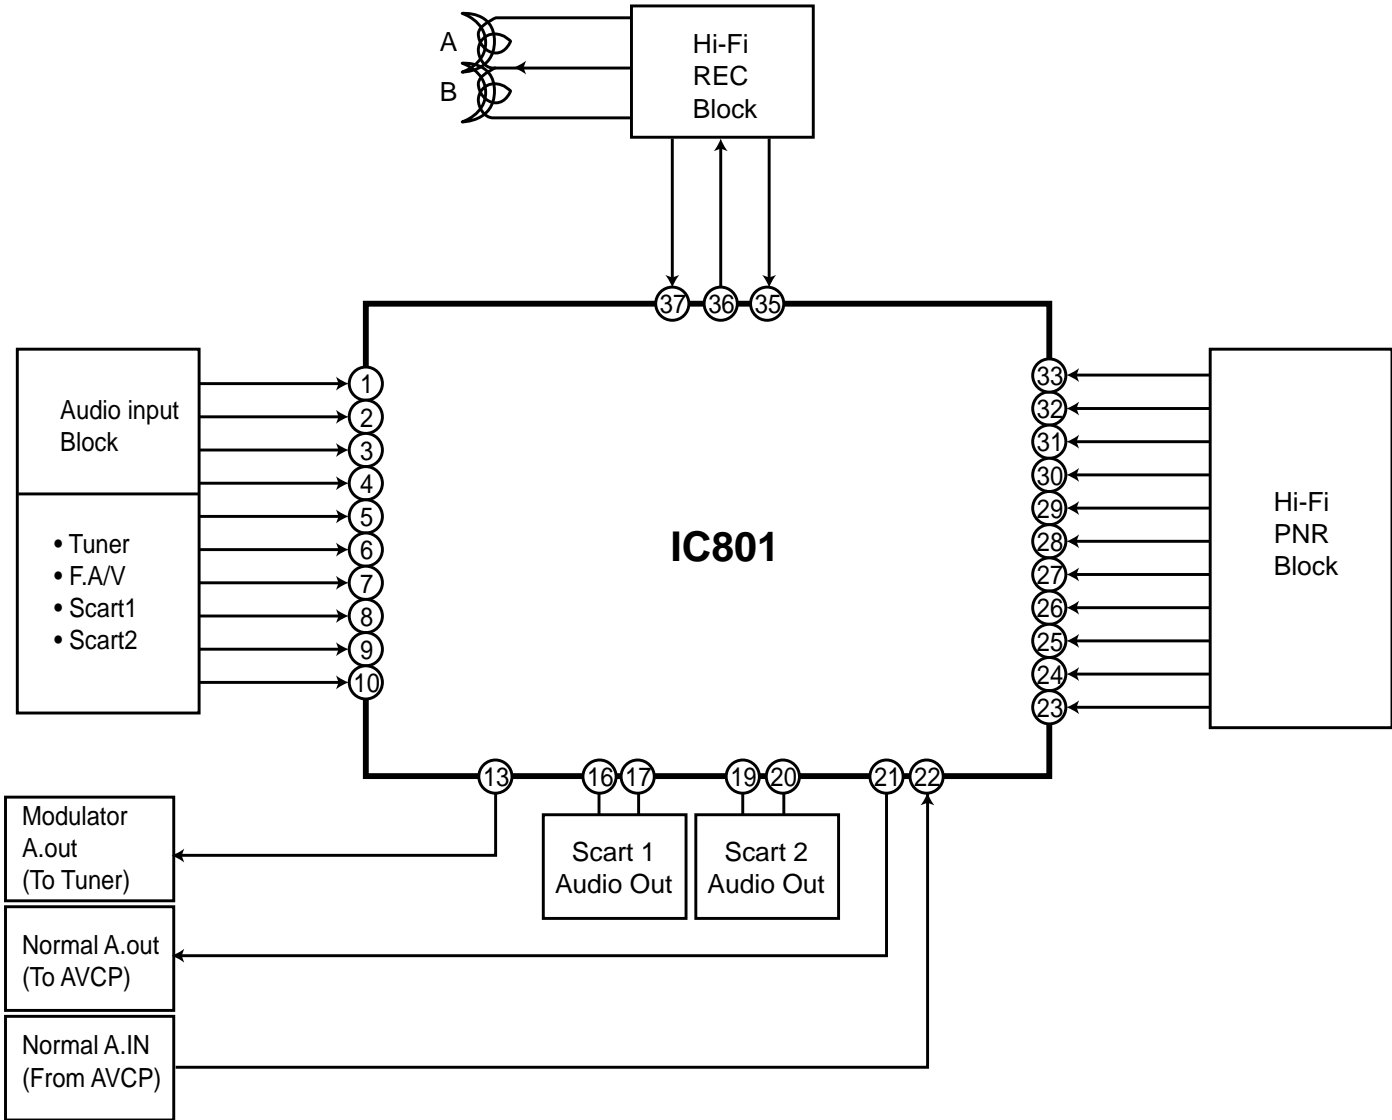 A
B
Hi-Fi
REC
Block
37
36
35
Audio input
Block
• Tuner
• F.A/V
• Scart1
• Scart2
1
2
3
4
5
6
7
8
9
10
IC801
33
32
31
30
29
28
27
26
25
24
23
Hi-Fi
PNR
Block
13
16
17
19
20
21
22
Modulator
A.out
(To Tuner)
Scart 1
Audio Out
Scart 2
Audio Out
Normal A.out
(To AVCP)
Normal A.IN
(From AVCP)